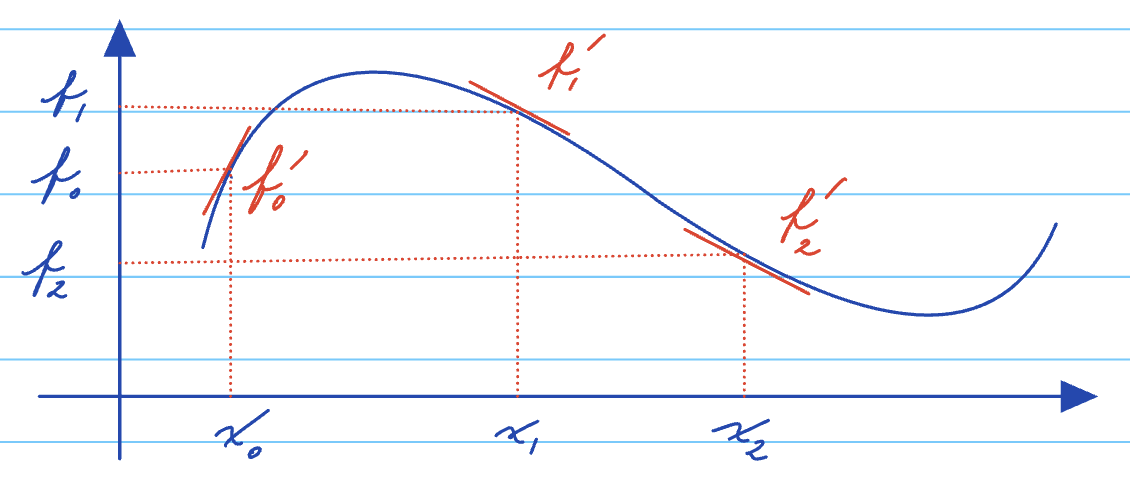 f₁
f₁′
f₀
f₀′
f₂′
f₂
x₀ x₁ x₂